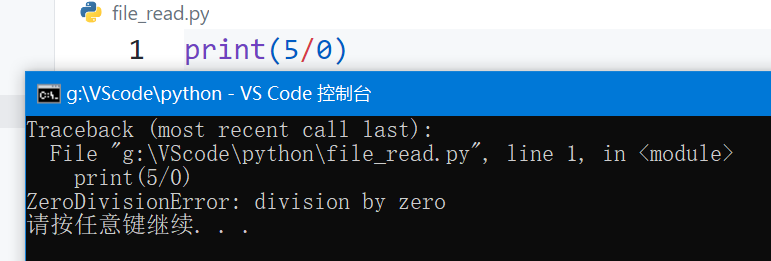 file_read.py
1 print(5/0)
g:\VScode\python - VS Code 控制台
Traceback (most recent call last):
  File "g:\VScode\python\file_read.py", line 1, in <module>
    print(5/0)
ZeroDivisionError: division by zero
请按任意键继续. . .